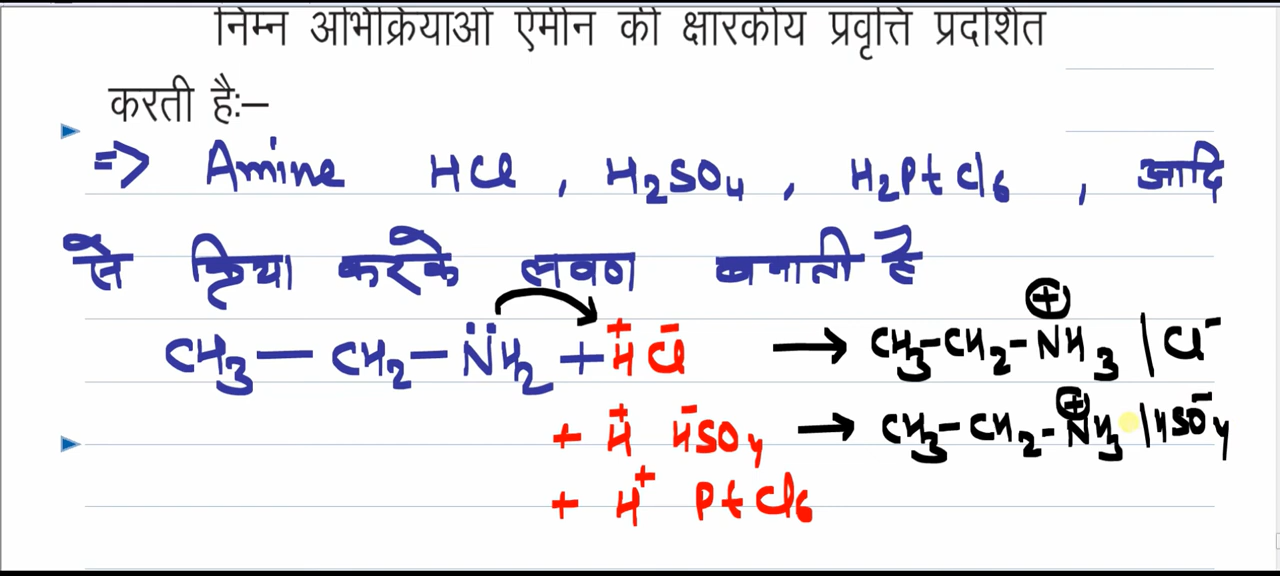 निम्न अभिक्रियाओं ऐमीन की क्षारकीय प्रवृत्ति प्रदर्शित
करती है:–
=> Amine HCl, H2SO4, H2PtCl6, आदि
से क्रिया करके लवण बनाती है
CH3–CH2–N̈H2 + H⁺Cl⁻ ⟶ CH3–CH2–N⊕H3 | Cl⁻
+ H⁺ HSO4⁻ ⟶ CH3–CH2–N⊕H3 | HSO4⁻
+ H⁺ PtCl6